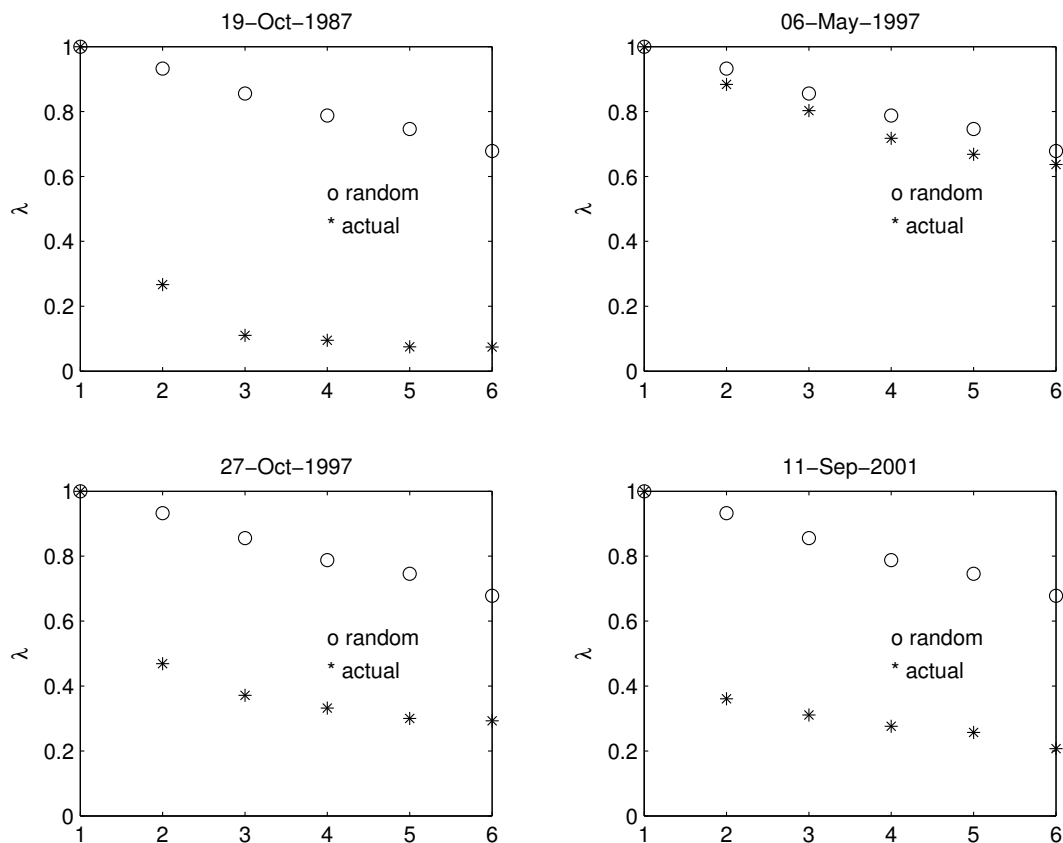 19-Oct-1987
1
0.8
0.6
0.4
0.2
0
λ
o random
* actual
1 2 3 4 5 6
06-May-1997
1
0.8
0.6
0.4
0.2
0
λ
o random
* actual
1 2 3 4 5 6
27-Oct-1997
1
0.8
0.6
0.4
0.2
0
λ
o random
* actual
1 2 3 4 5 6
11-Sep-2001
1
0.8
0.6
0.4
0.2
0
λ
o random
* actual
1 2 3 4 5 6